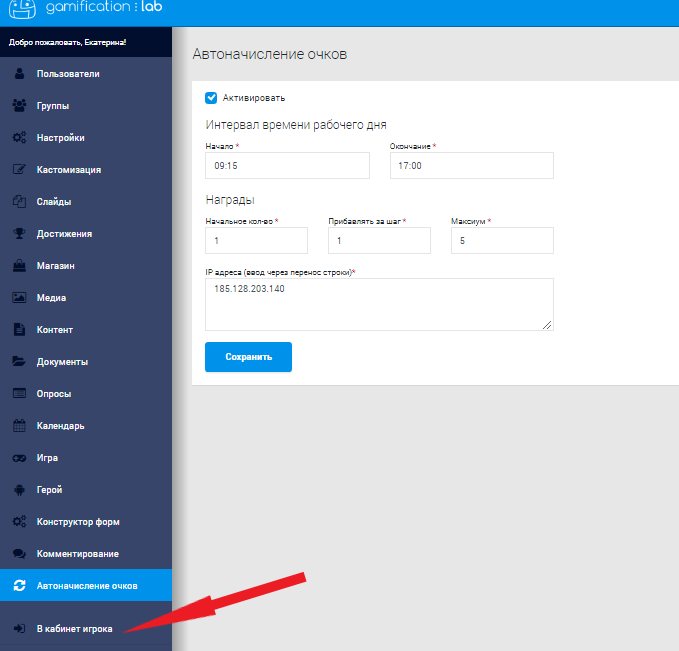 gamification : lab
Добро пожаловать, Екатерина!
Пользователи
Группы
Настройки
Кастомизация
Слайды
Достижения
Магазин
Медиа
Контент
Документы
Опросы
Календарь
Игра
Герой
Конструктор форм
Комментирование
Автоначисление очков
В кабинет игрока
Автоначисление очков
Активировать
Интервал времени рабочего дня
Начало * Окончание *
09:15 17:00
Награды
Начальное кол-во * Прибавлять за шаг * Максиум *
1 1 5
IP адреса (ввод через перенос строки)*
185.128.203.140
Сохранить